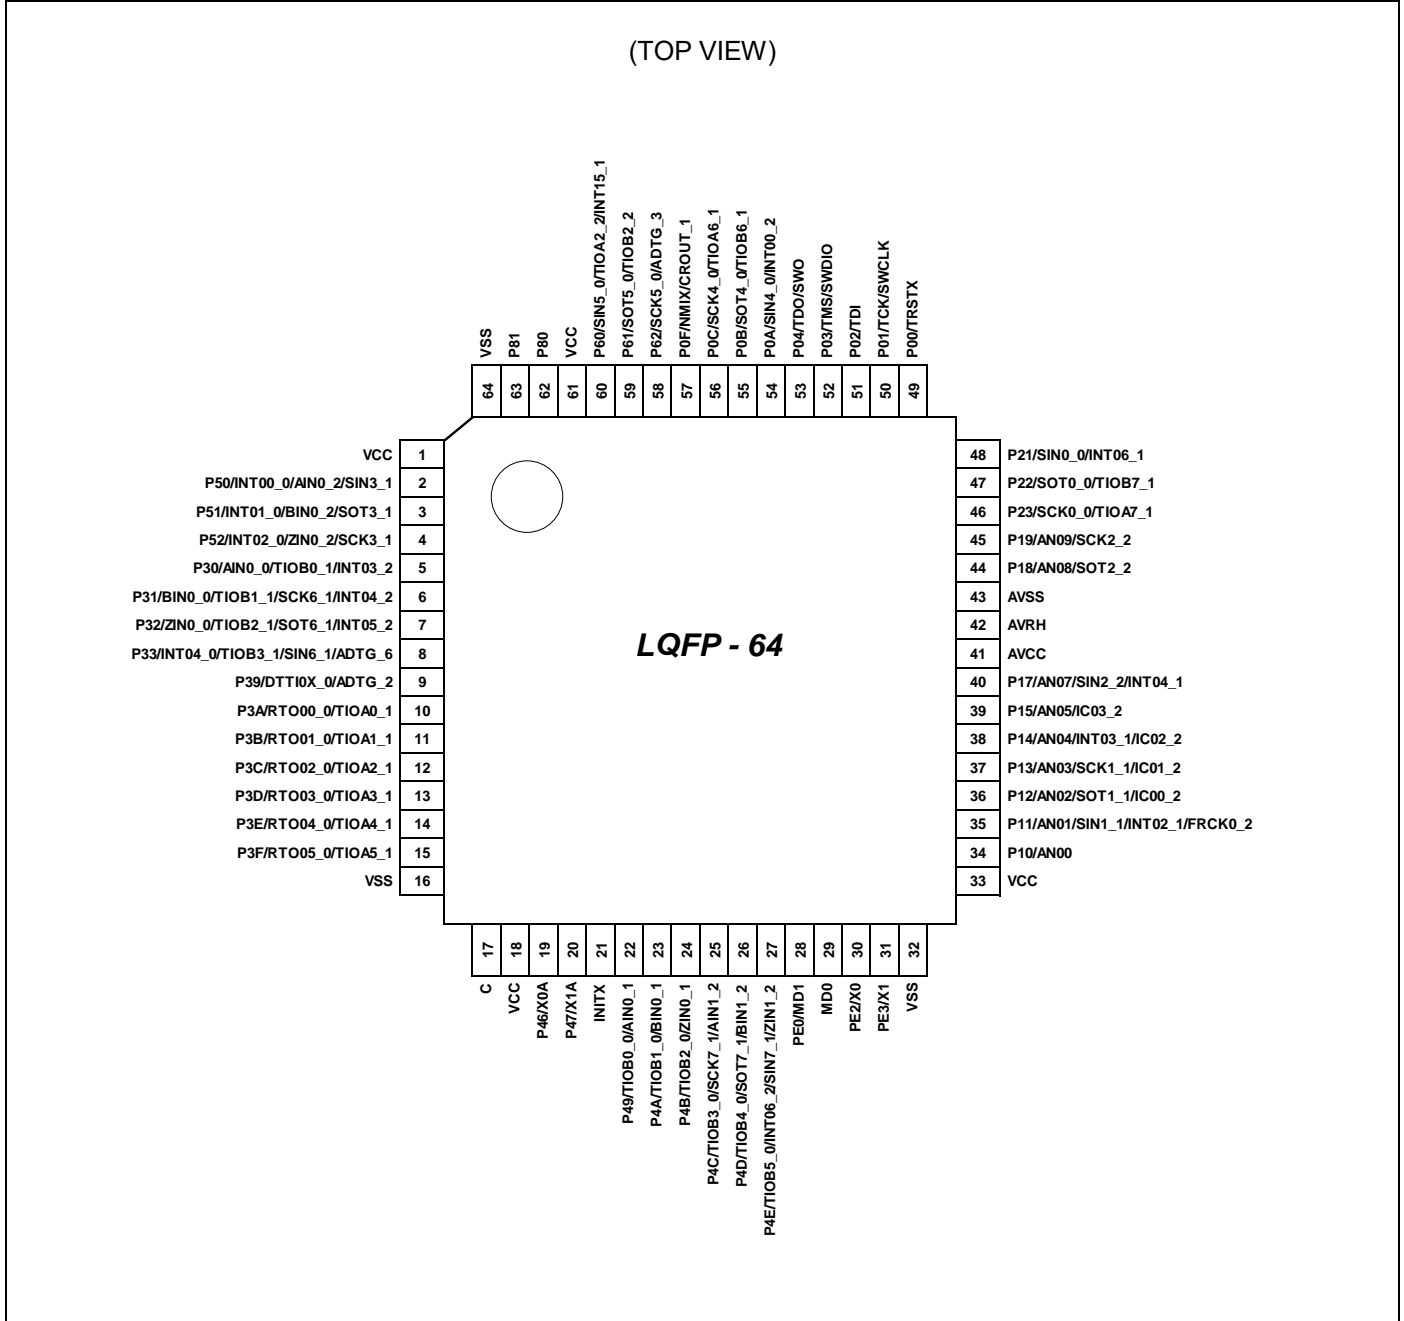 (TOP VIEW)
VSS
P81
P80
VCC
P60/SIN5_0/TIOA2_2/INT15_1
P61/SOT5_0/TIOB2_2
P62/SCK5_0/ADTG_3
P0F/NMIX/CROUT_1
P0C/SCK4_0/TIOA6_1
P0B/SOT4_0/TIOB6_1
P0A/SIN4_0/INT00_2
P04/TDO/SWO
P03/TMS/SWDIO
P02/TDI
P01/TCK/SWCLK
P00/TRSTX
64
63
62
61
60
59
58
57
56
55
54
53
52
51
50
49
VCC 1
P50/INT00_0/AIN0_2/SIN3_1 2
P51/INT01_0/BIN0_2/SOT3_1 3
P52/INT02_0/ZIN0_2/SCK3_1 4
P30/AIN0_0/TIOB0_1/INT03_2 5
P31/BIN0_0/TIOB1_1/SCK6_1/INT04_2 6
P32/ZIN0_0/TIOB2_1/SOT6_1/INT05_2 7
P33/INT04_0/TIOB3_1/SIN6_1/ADTG_6 8
P39/DTTI0X_0/ADTG_2 9
P3A/RTO00_0/TIOA0_1 10
P3B/RTO01_0/TIOA1_1 11
P3C/RTO02_0/TIOA2_1 12
P3D/RTO03_0/TIOA3_1 13
P3E/RTO04_0/TIOA4_1 14
P3F/RTO05_0/TIOA5_1 15
VSS 16
LQFP - 64
48 P21/SIN0_0/INT06_1
47 P22/SOT0_0/TIOB7_1
46 P23/SCK0_0/TIOA7_1
45 P19/AN09/SCK2_2
44 P18/AN08/SOT2_2
43 AVSS
42 AVRH
41 AVCC
40 P17/AN07/SIN2_2/INT04_1
39 P15/AN05/IC03_2
38 P14/AN04/INT03_1/IC02_2
37 P13/AN03/SCK1_1/IC01_2
36 P12/AN02/SOT1_1/IC00_2
35 P11/AN01/SIN1_1/INT02_1/FRCK0_2
34 P10/AN00
33 VCC
17
18
19
20
21
22
23
24
25
26
27
28
29
30
31
32
C
VCC
P46/X0A
P47/X1A
INITX
P49/TIOB0_0/AIN0_1
P4A/TIOB1_0/BIN0_1
P4B/TIOB2_0/ZIN0_1
P4C/TIOB3_0/SCK7_1/AIN1_2
P4D/TIOB4_0/SOT7_1/BIN1_2
P4E/TIOB5_0/INT06_2/SIN7_1/ZIN1_2
PE0/MD1
MD0
PE2/X0
PE3/X1
VSS